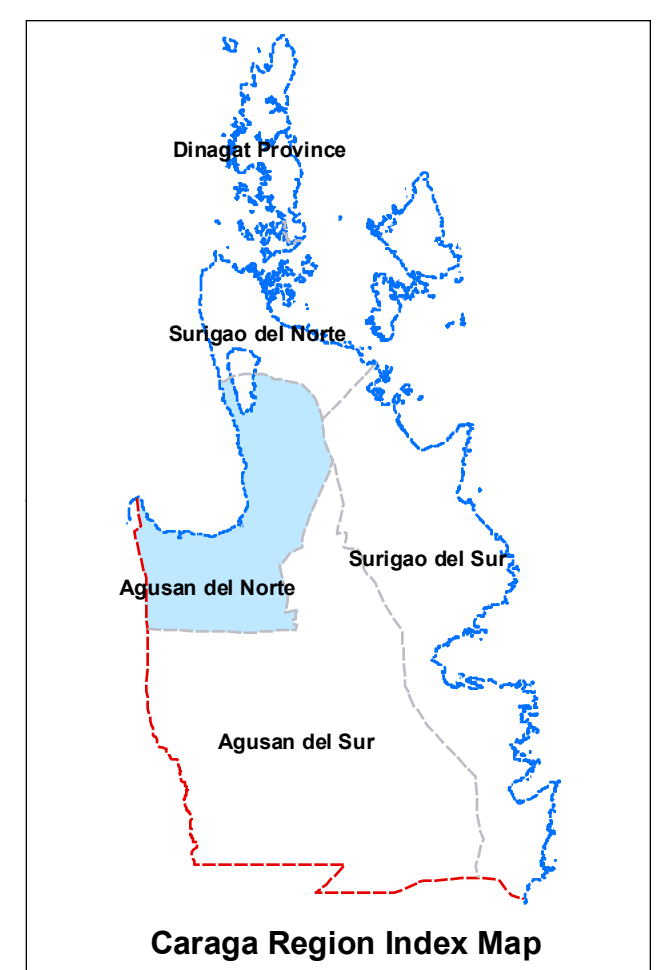 Dinagat Province
Surigao del Norte
Surigao del Sur
Agusan del Norte
Agusan del Sur
Caraga Region Index Map